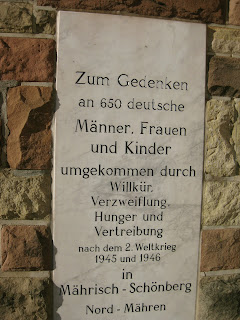 Zum Gedenken
an 650 deutsche
Männer, Frauen
und Kinder
umgekommen durch
Willkür,
Verzweiflung,
Hunger und
Vertreibung
nach dem 2. Weltkrieg
1945 und 1946
in
Mährisch - Schönberg
Nord - Mähren